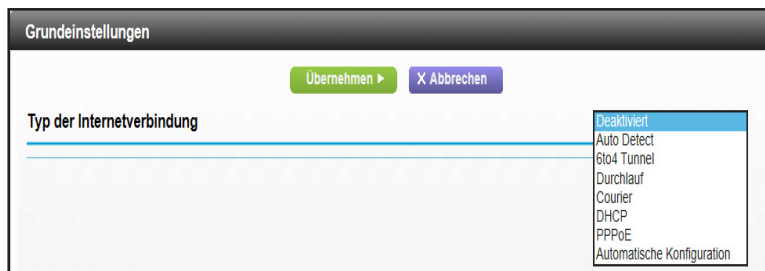 Grundeinstellungen
Übernehmen ▶ X Abbrechen
Typ der Internetverbindung
Deaktiviert
Auto Detect
6to4 Tunnel
Durchlauf
Courier
DHCP
PPPoE
Automatische Konfiguration